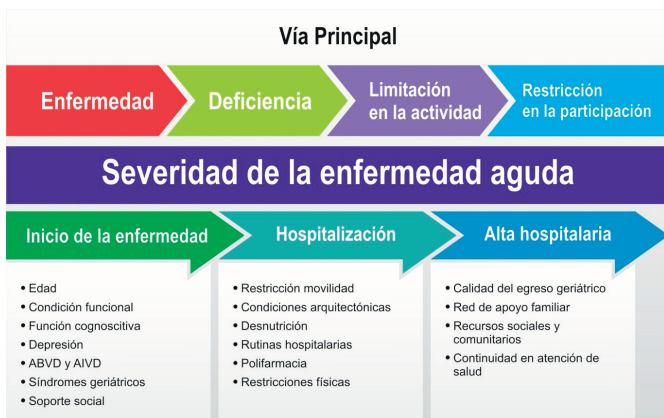 Vía Principal
Enfermedad
Deficiencia
Limitación
en la actividad
Restricción
en la participación
Severidad de la enfermedad aguda
Inicio de la enfermedad
Hospitalización
Alta hospitalaria
• Edad
• Condición funcional
• Función cognoscitiva
• Depresión
• ABVD y AIVD
• Síndromes geriátricos
• Soporte social
• Restricción movilidad
• Condiciones arquitectónicas
• Desnutrición
• Rutinas hospitalarias
• Polifarmacia
• Restricciones físicas
• Calidad del egreso geriátrico
• Red de apoyo familiar
• Recursos sociales y
comunitarios
• Continuidad en atención de
salud